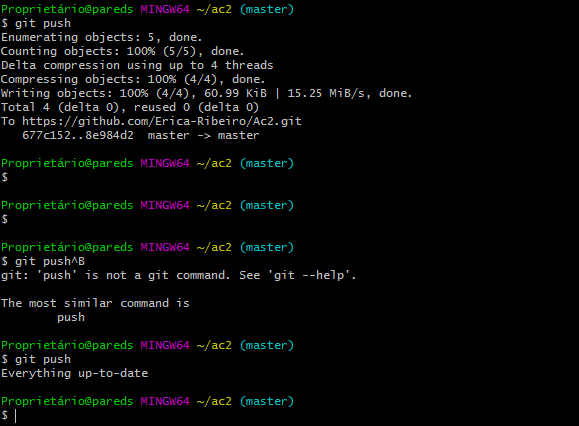 Proprietário@pareds MINGW64 ~/ac2 (master)
$ git push
Enumerating objects: 5, done.
Counting objects: 100% (5/5), done.
Delta compression using up to 4 threads
Compressing objects: 100% (4/4), done.
Writing objects: 100% (4/4), 60.99 KiB | 15.25 MiB/s, done.
Total 4 (delta 0), reused 0 (delta 0)
To https://github.com/Erica-Ribeiro/Ac2.git
   677c152..8e984d2  master -> master

Proprietário@pareds MINGW64 ~/ac2 (master)
$

Proprietário@pareds MINGW64 ~/ac2 (master)
$

Proprietário@pareds MINGW64 ~/ac2 (master)
$ git push^B
git: 'push' is not a git command. See 'git --help'.

The most similar command is
        push

Proprietário@pareds MINGW64 ~/ac2 (master)
$ git push
Everything up-to-date

Proprietário@pareds MINGW64 ~/ac2 (master)
$